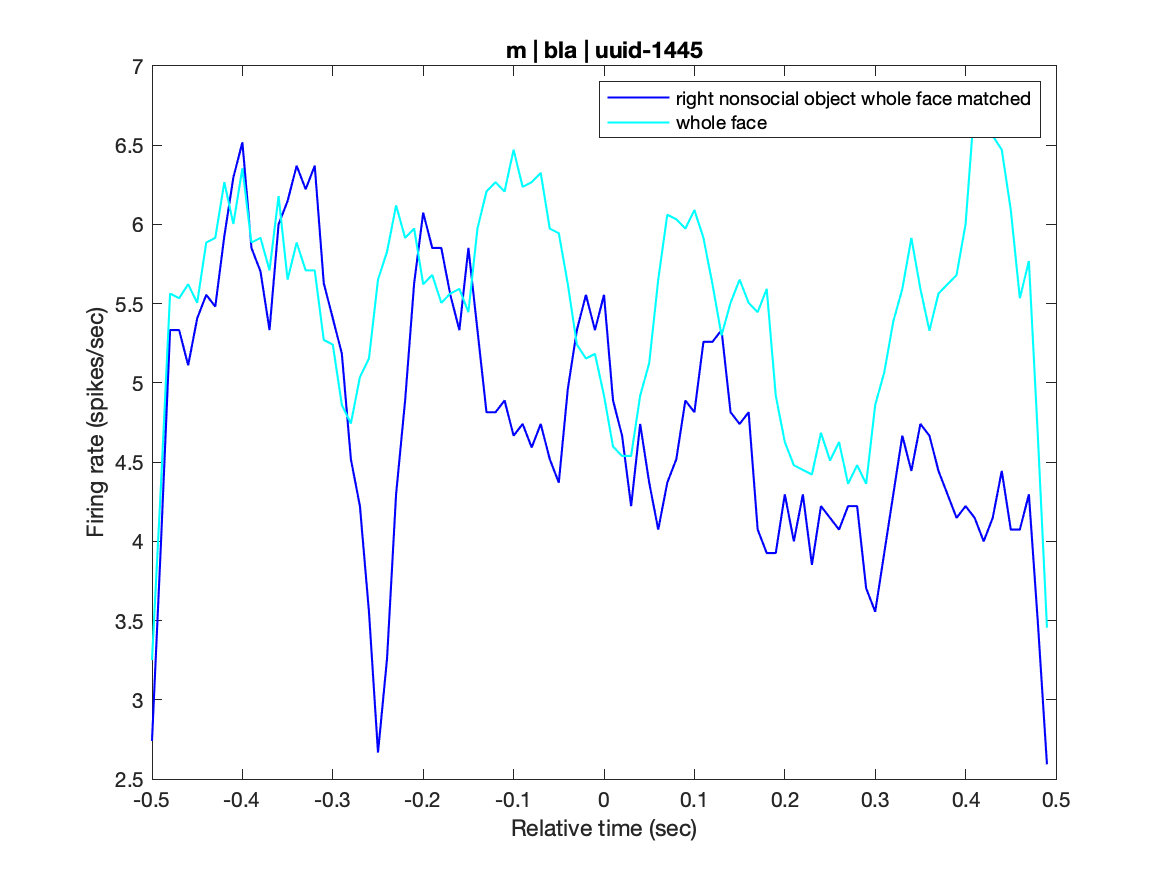 m | bla | uuid-1445
right nonsocial object whole face matched
whole face
Firing rate (spikes/sec)
7
6.5
6
5.5
5
4.5
4
3.5
3
2.5
-0.5 -0.4 -0.3 -0.2 -0.1 0 0.1 0.2 0.3 0.4 0.5
Relative time (sec)